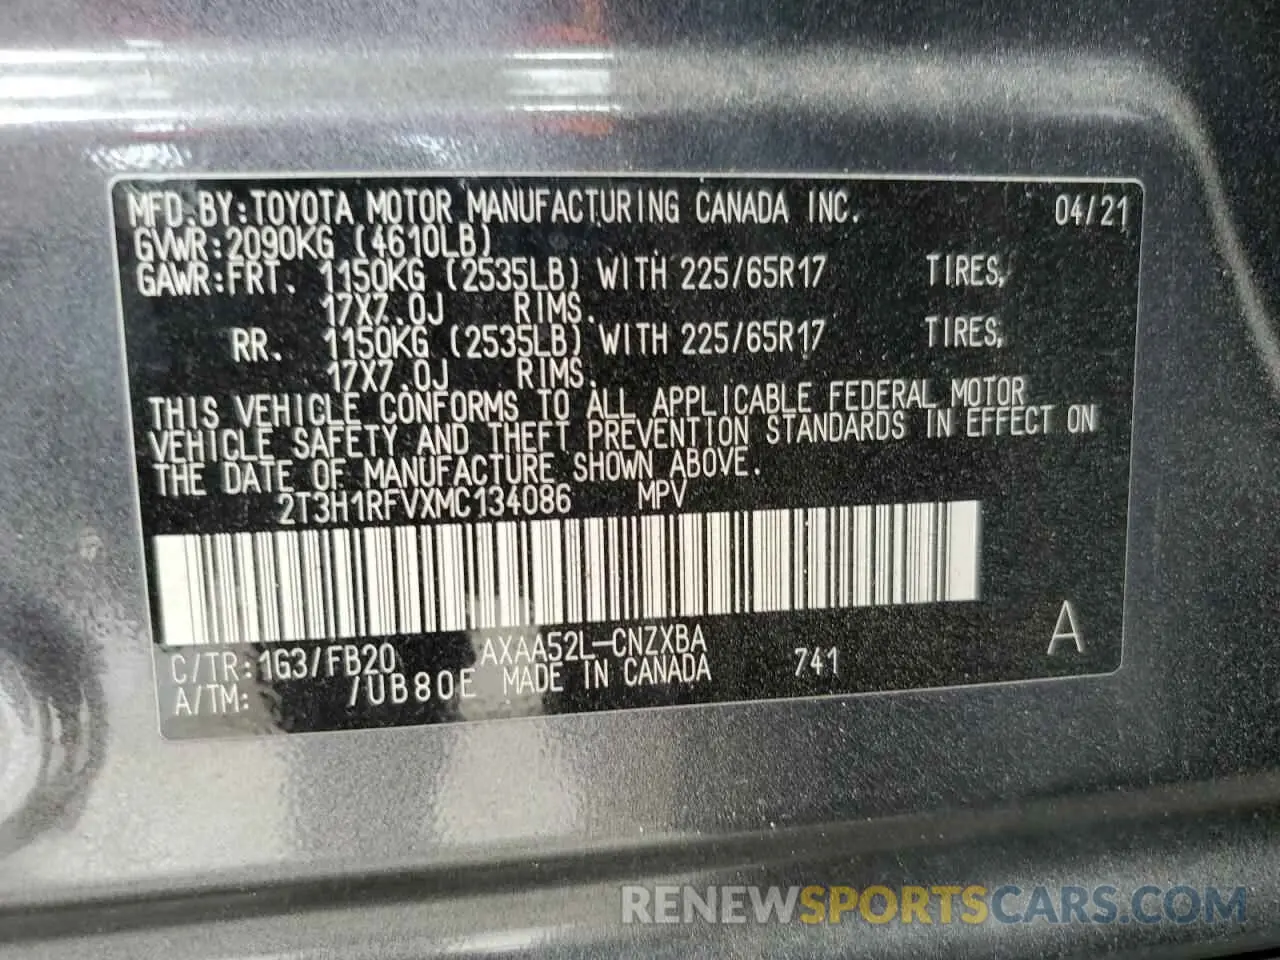 MFD.BY:TOYOTA MOTOR MANUFACTURING CANADA INC. 04/21
GVWR:2090KG (4610LB)
GAWR:FRT. 1150KG (2535LB) WITH 225/65R17 TIRES,
17X7.0J RIMS.
RR. 1150KG (2535LB) WITH 225/65R17 TIRES,
17X7.0J RIMS.
THIS VEHICLE CONFORMS TO ALL APPLICABLE FEDERAL MOTOR
VEHICLE SAFETY AND THEFT PREVENTION STANDARDS IN EFFECT ON
THE DATE OF MANUFACTURE SHOWN ABOVE.
2T3H1RFVXMC134086 MPV
C/TR:1G3/FB20 AXAA52L-CNZXBA
A/TM: /UB80E MADE IN CANADA 741 A
RENEWSPORTSCARS.COM